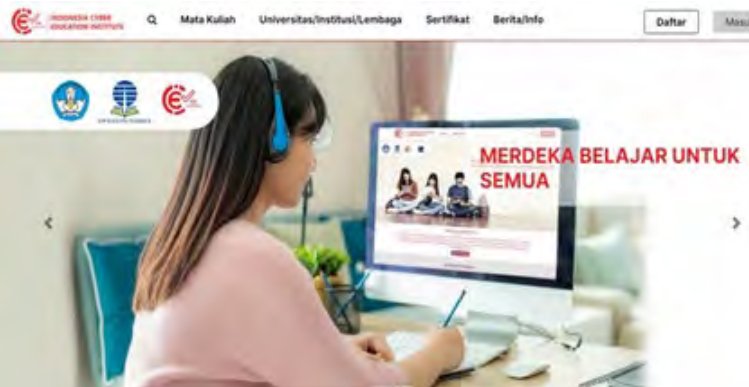 INDONESIA CYBER
EDUCATION INSTITUTE
Mata Kuliah
Universitas/Institusi/Lembaga
Sertifikat
Berita/Info
Daftar
MERDEKA BELAJAR UNTUK
SEMUA